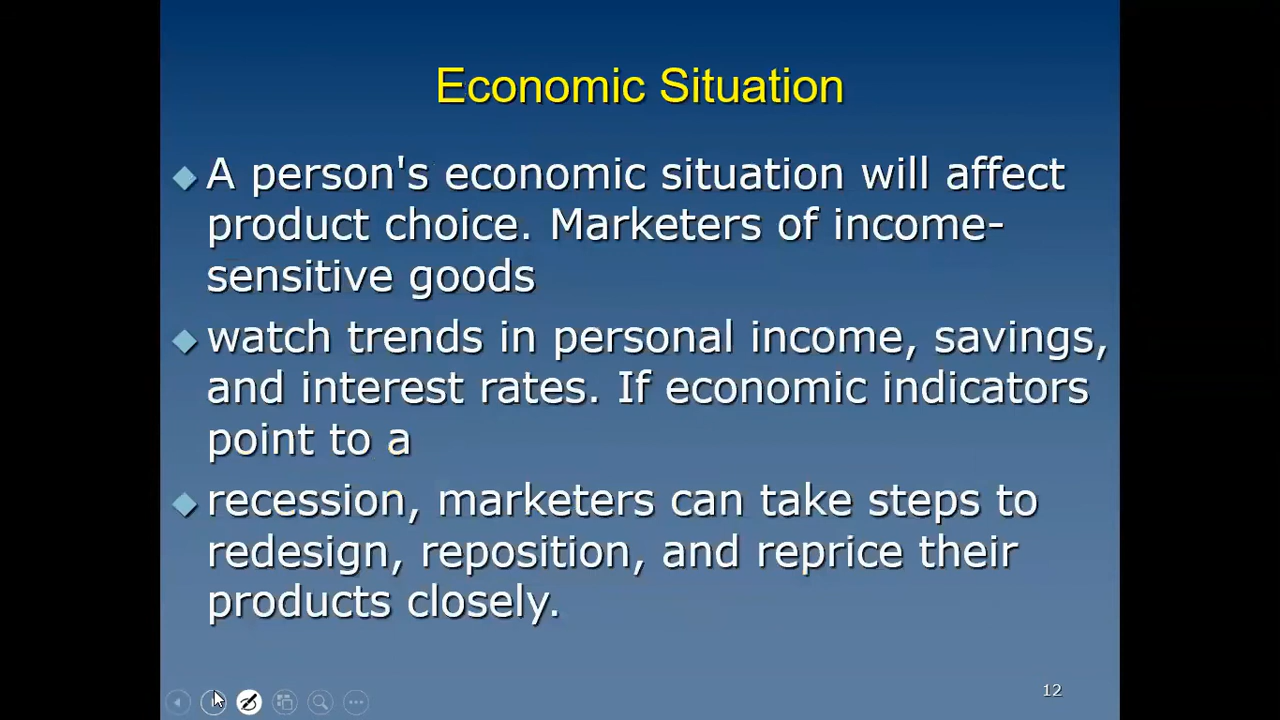 Economic Situation
A person's economic situation will affect
product choice. Marketers of income-
sensitive goods
watch trends in personal income, savings,
and interest rates. If economic indicators
point to a
recession, marketers can take steps to
redesign, reposition, and reprice their
products closely.
12